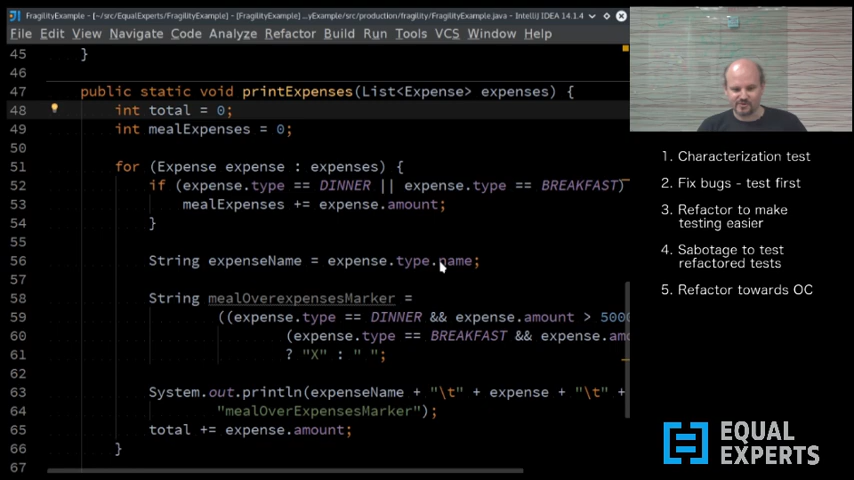 FragilityExample - [~/src/EqualExperts/FragilityExample] - [FragilityExample] ...yExample/src/production/fragility/FragilityExample.java - IntelliJ IDEA 14.1.4
File Edit View Navigate Code Analyze Refactor Build Run Tools VCS Window Help
45 }
46
47 public static void printExpenses(List<Expense> expenses) {
48 int total = 0;
49 int mealExpenses = 0;
50
51 for (Expense expense : expenses) {
52 if (expense.type == DINNER || expense.type == BREAKFAST)
53 mealExpenses += expense.amount;
54 }
55
56 String expenseName = expense.type.name;
57
58 String mealOverexpensesMarker =
59 ((expense.type == DINNER && expense.amount > 5000
60 (expense.type == BREAKFAST && expense.amo
61 ? "X" : " ";
62
63 System.out.println(expenseName + "\t" + expense + "\t" +
64 "mealOverExpensesMarker");
65 total += expense.amount;
66 }
67
1. Characterization test
2. Fix bugs - test first
3. Refactor to make
testing easier
4. Sabotage to test
refactored tests
5. Refactor towards OC
EQUAL
EXPERTS